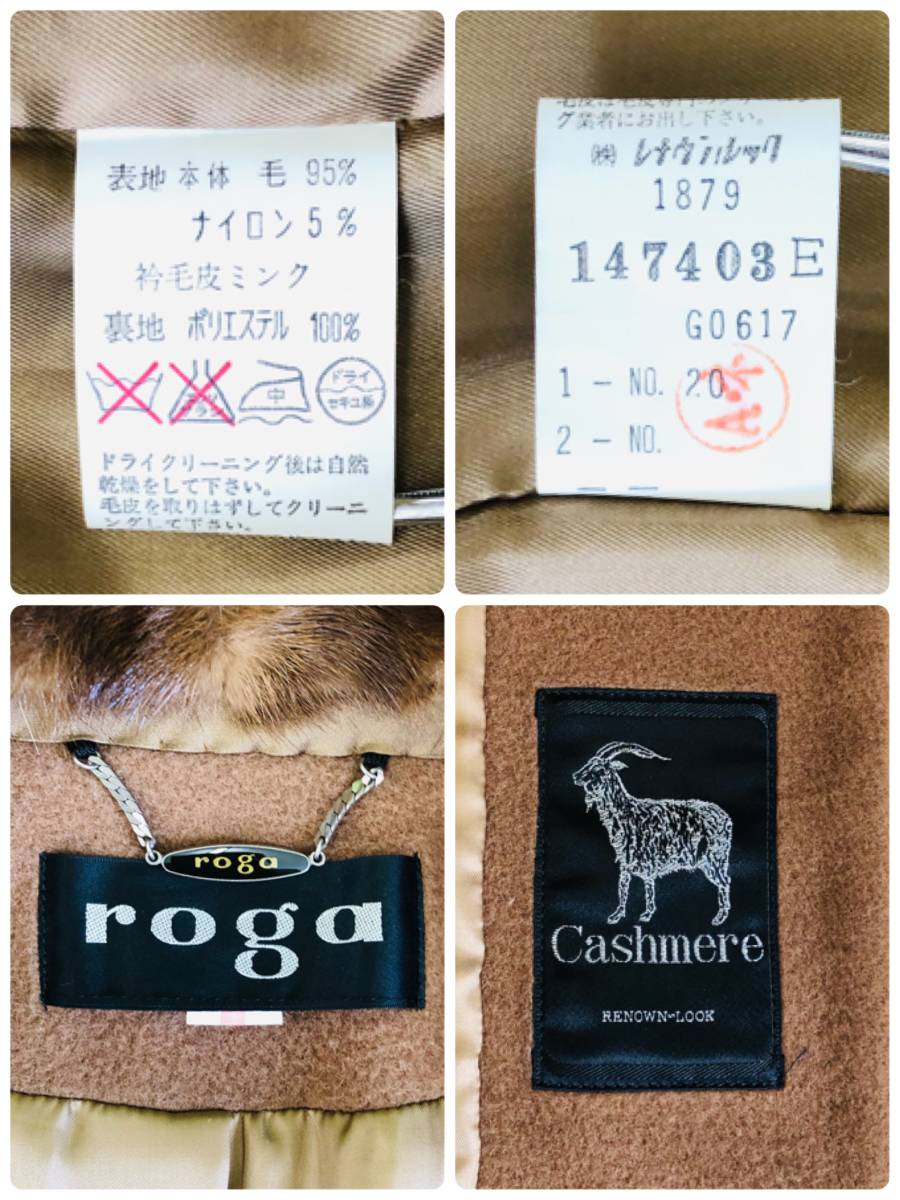 表地 本体 毛 95%
ナイロン 5%
衿毛皮ミンク
裏地 ポリエステル 100%
中
ドライ
セキユ系
ドライクリーニング後は自然
乾燥をして下さい。
毛皮を取りはずしてクリーニ
ングして下さい。
グ業者にお出し下さい。
㈱ レナウンルック
1879
147403E
G0617
1 - NO. 20
2 - NO.
roga
roga
Cashmere
RENOWN-LOOK